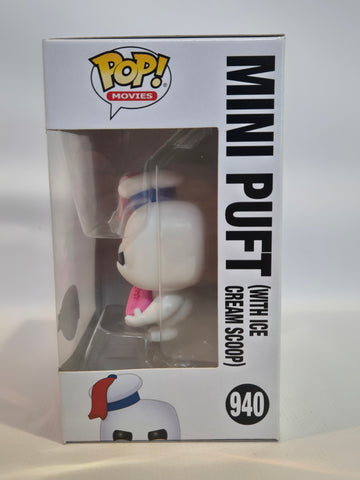 POP!
MOVIES
MINI PUFT
(WITH ICE
CREAM SCOOP)
940